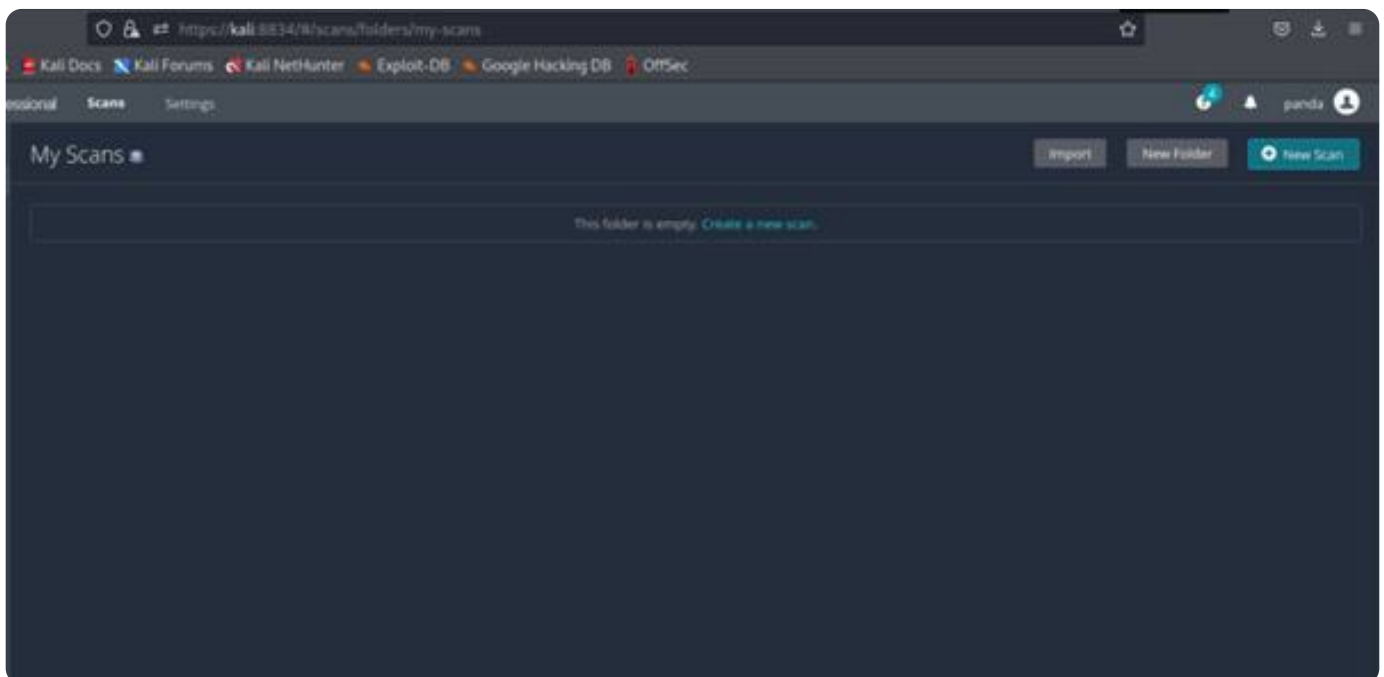 https://kali:8834/#/scans/folders/my-scans
Kali Docs Kali Forums Kali NetHunter Exploit-DB Google Hacking DB OffSec
essional Scans Settings 4 panda
My Scans Import New Folder New Scan
This folder is empty. Create a new scan.